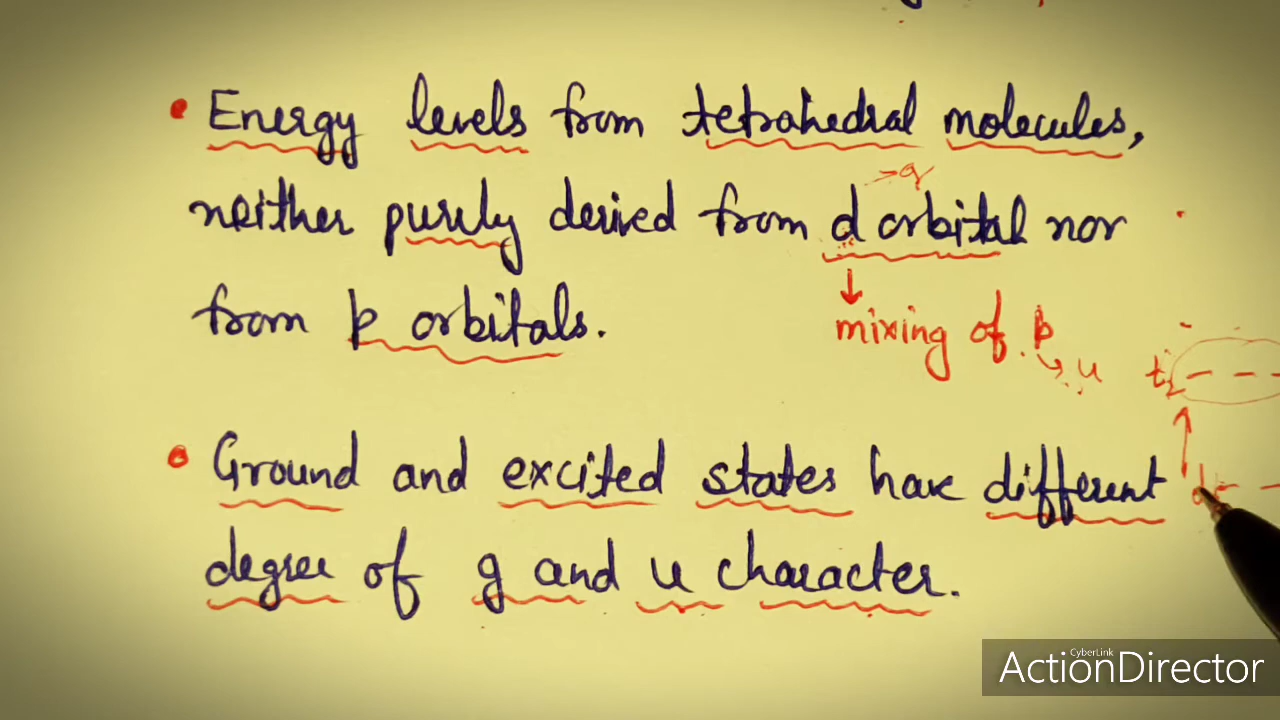 • Energy levels from tetrahedral molecules,
→ g
neither purely derived from d orbital nor
↓
from p orbitals.
mixing of p
→ u
t₂
• Ground and excited states have different
degree of g and u character.
CyberLink
ActionDirector